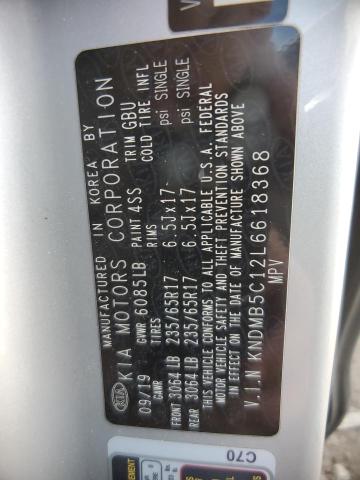 MANUFACTURED IN KOREA BY
KIA MOTORS CORPORATION
KIA
09/19 GVWR 6085LB PAINT 4SS TRIM GBU
GAWR TIRES RIMS COLD TIRE INFL
FRONT 3064LB 235/65R17 6.5Jx17 psi SINGLE
REAR 3064LB 235/65R17 6.5Jx17 psi SINGLE
THIS VEHICLE CONFORMS TO ALL APPLICABLE U.S.A. FEDERAL
MOTOR VEHICLE SAFETY AND THEFT PREVENTION STANDARDS
IN EFFECT ON THE DATE OF MANUFACTURE SHOWN ABOVE
V.I.N KNDMB5C12L6618368
MPV
C70